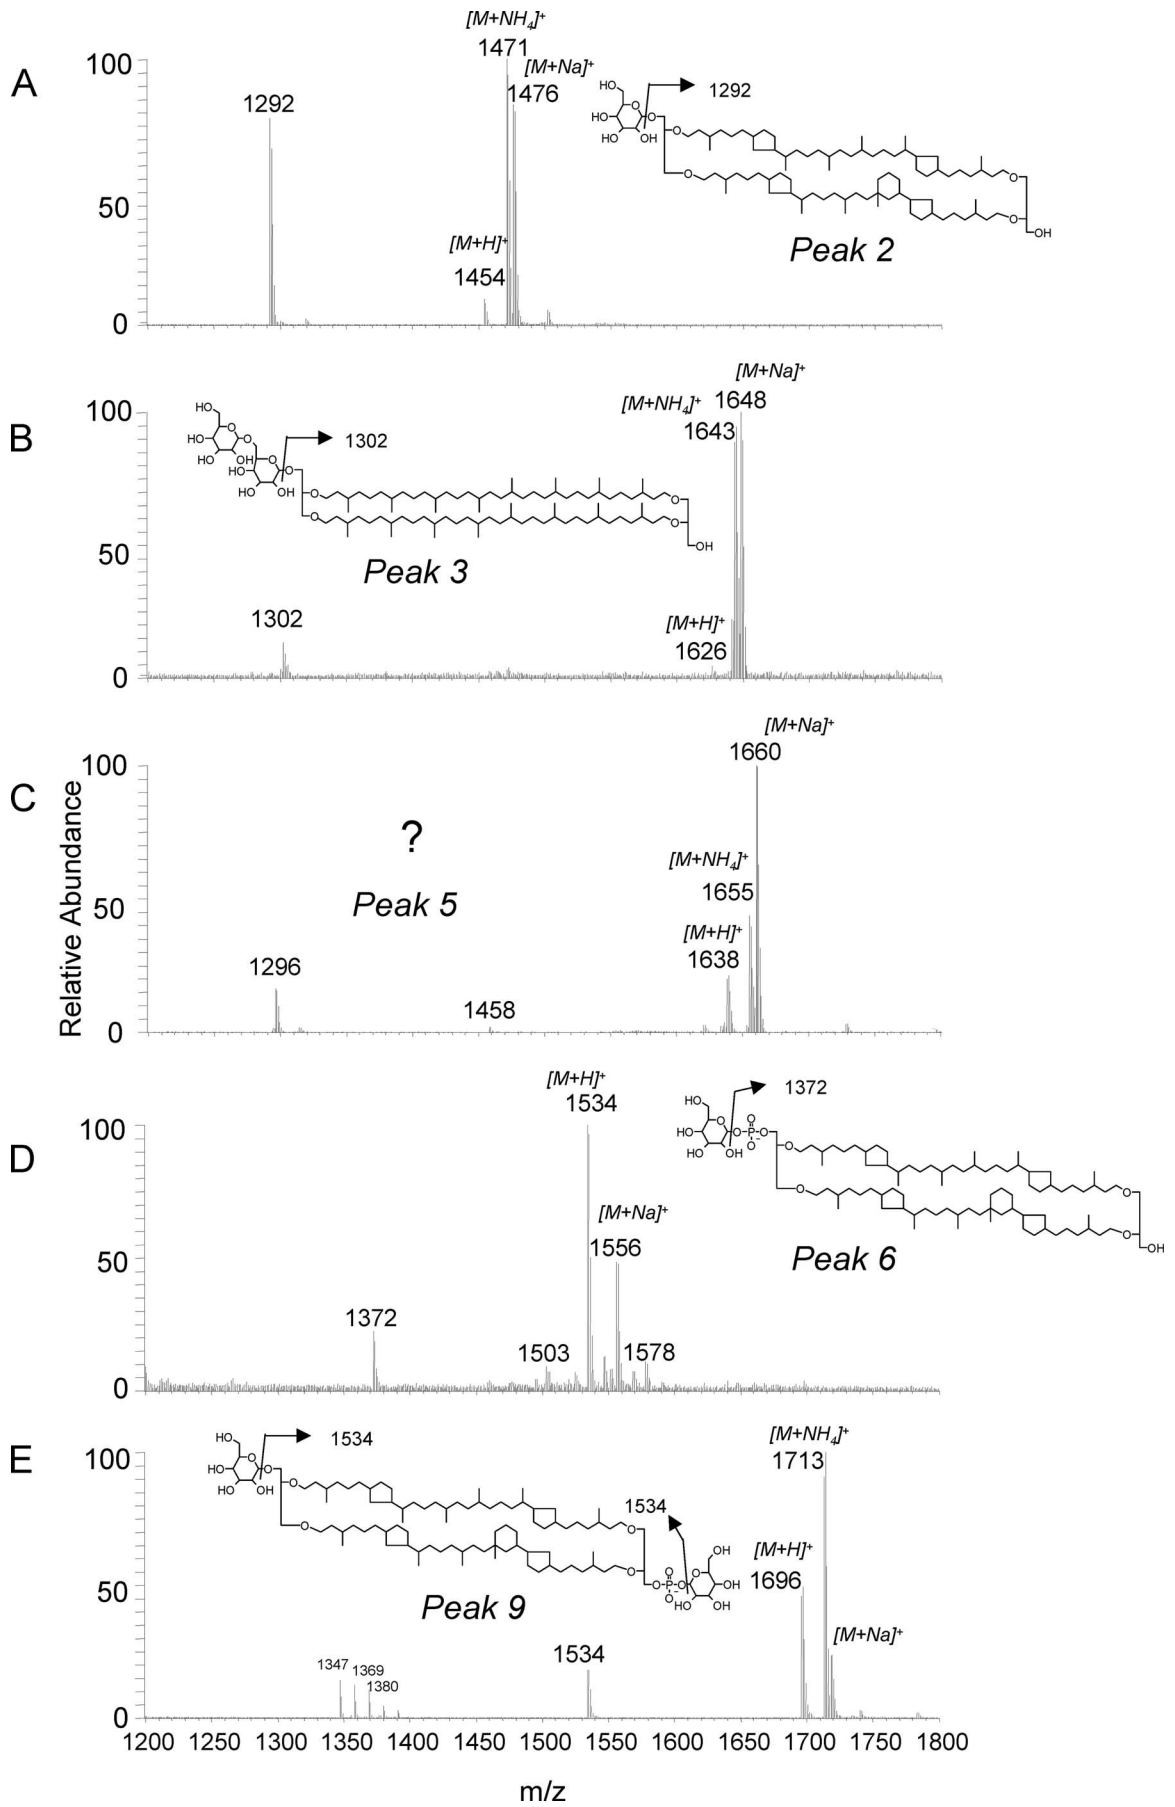 A
100
50
0
[M+NH4]+
1471
[M+Na]+
1476
1292
[M+H]+
1454
1292
HO
O
HO
HO
OH
O
O
O
O
O
OH
Peak 2
B
100
50
0
[M+Na]+
1648
[M+NH4]+
1643
1302
[M+H]+
1626
1302
HO
HO
O
HO
OH
O
HO
O
HO
HO
OH
O
O
O
O
O
OH
Peak 3
C
100
50
0
Relative Abundance
?
Peak 5
[M+Na]+
1660
[M+NH4]+
1655
[M+H]+
1638
1296
1458
D
100
50
0
[M+H]+
1534
[M+Na]+
1556
1372
1503
1578
1372
HO
O
HO
HO
OH
O
O
P
O
O-
O
O
O
O
OH
Peak 6
E
100
50
0
[M+NH4]+
1713
[M+H]+
1696
[M+Na]+
1534
1347
1369
1380
1534
1534
HO
O
HO
HO
OH
O
O
O
O
O
O
P
O
O
O-
O
OH
OH
OH
HO
Peak 9
1200 1250 1300 1350 1400 1450 1500 1550 1600 1650 1700 1750 1800
m/z